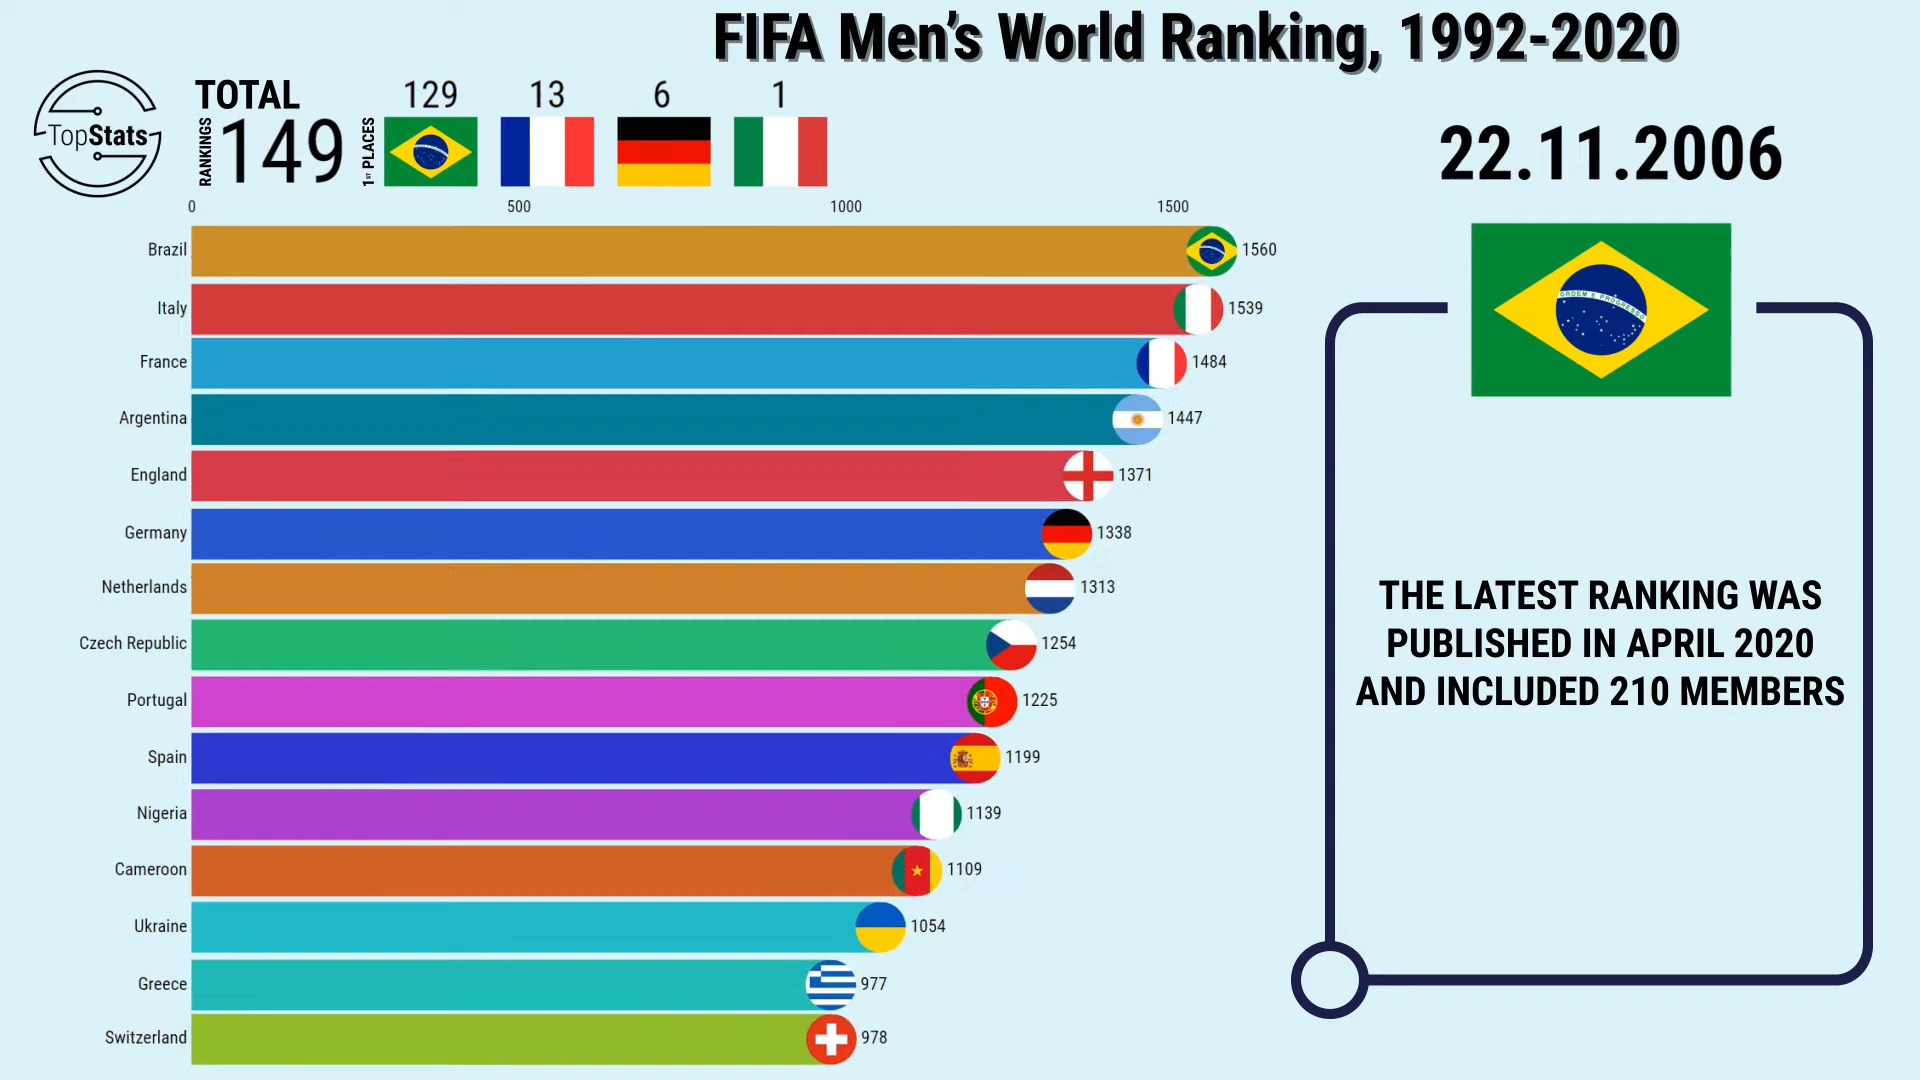 FIFA Men's World Ranking, 1992-2020
TopStats
TOTAL
RANKINGS
149
1ST PLACES
129 13 6 1
22.11.2006
0 500 1000 1500
Brazil 1560
Italy 1539
France 1484
Argentina 1447
England 1371
Germany 1338
Netherlands 1313
Czech Republic 1254
Portugal 1225
Spain 1199
Nigeria 1139
Cameroon 1109
Ukraine 1054
Greece 977
Switzerland 978
ORDEM E PROGRESSO
THE LATEST RANKING WAS
PUBLISHED IN APRIL 2020
AND INCLUDED 210 MEMBERS